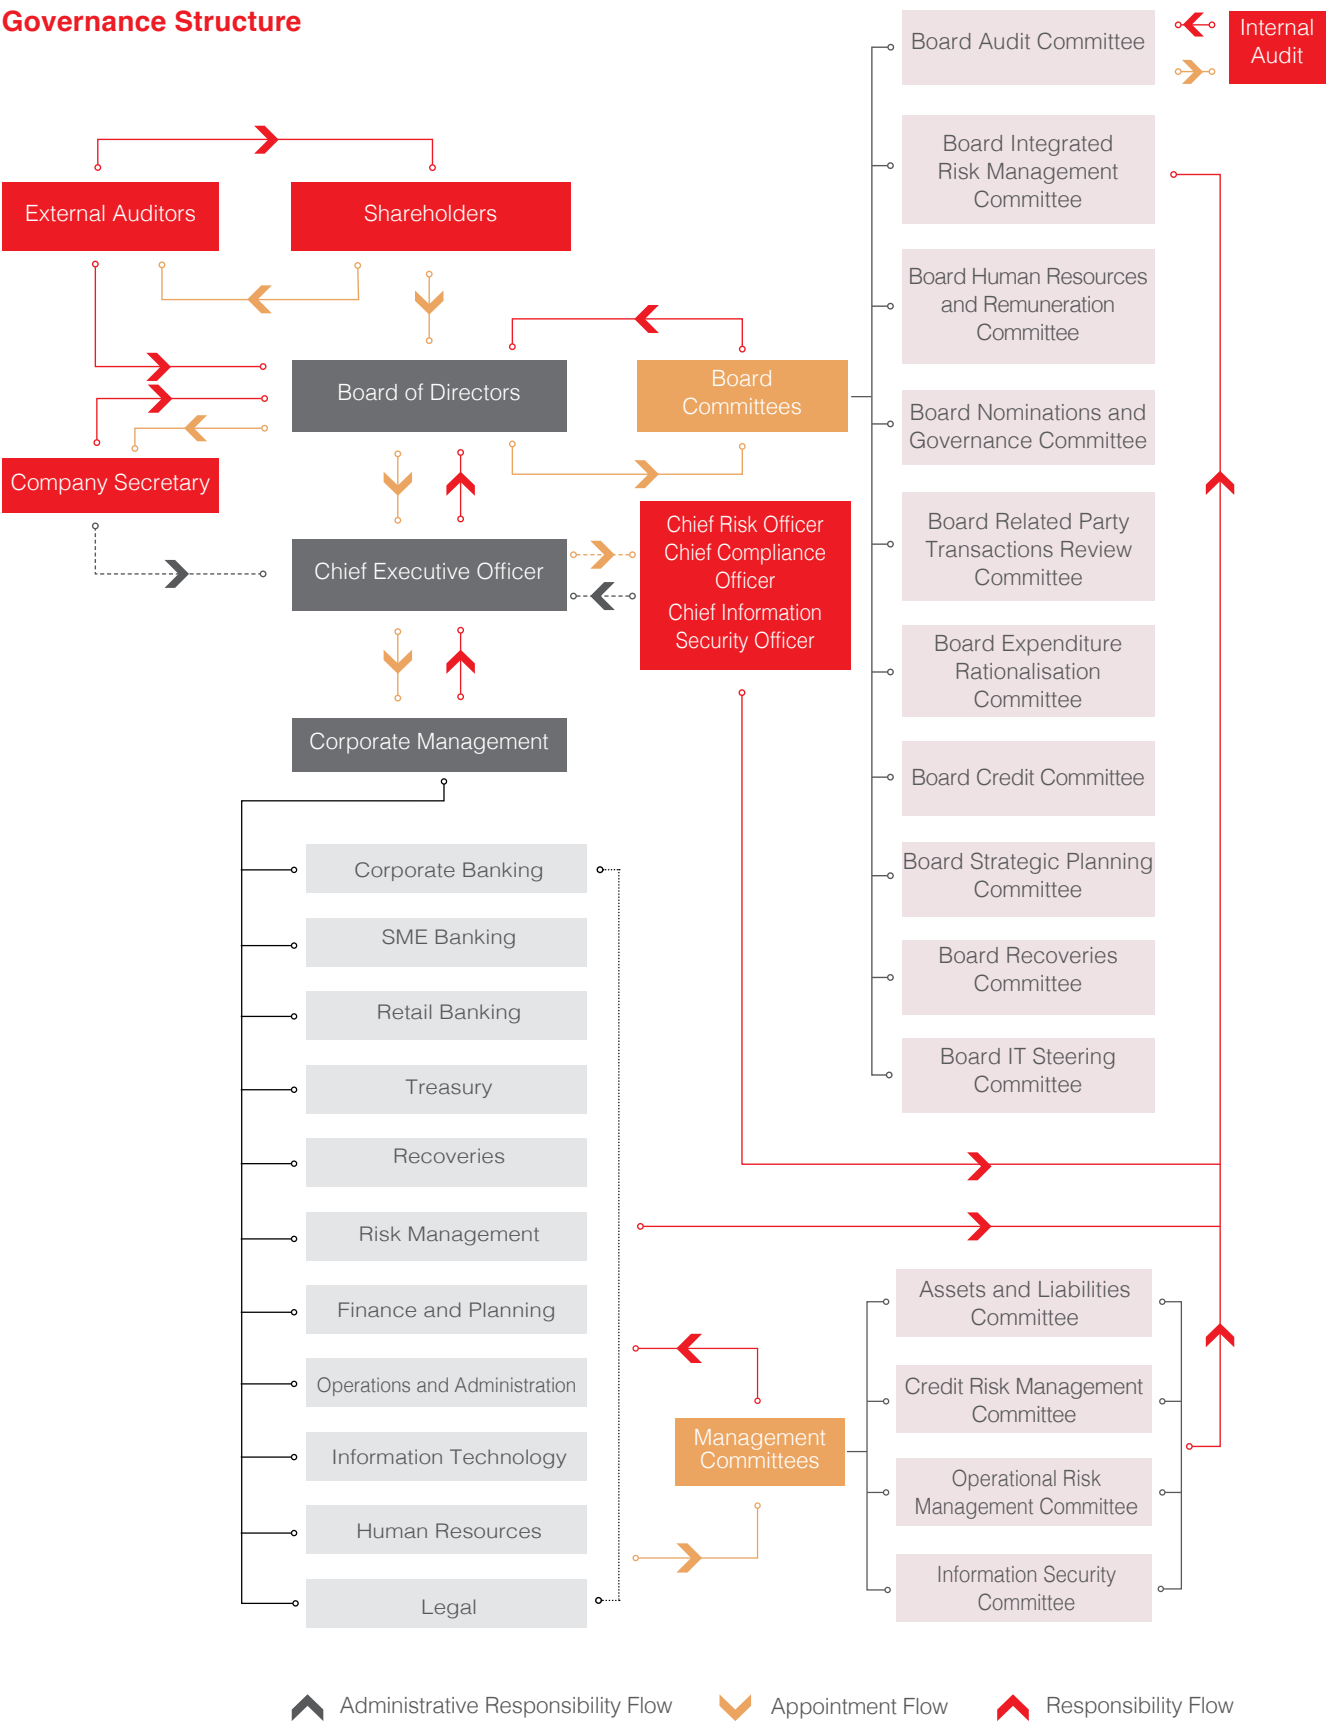 Governance Structure
External Auditors
Shareholders
Board of Directors
Board
Committees
Company Secretary
Chief Executive Officer
Chief Risk Officer
Chief Compliance
Officer
Chief Information
Security Officer
Corporate Management
Corporate Banking
SME Banking
Retail Banking
Treasury
Recoveries
Risk Management
Finance and Planning
Operations and Administration
Information Technology
Human Resources
Legal
Board Audit Committee
Internal
Audit
Board Integrated
Risk Management
Committee
Board Human Resources
and Remuneration
Committee
Board Nominations and
Governance Committee
Board Related Party
Transactions Review
Committee
Board Expenditure
Rationalisation
Committee
Board Credit Committee
Board Strategic Planning
Committee
Board Recoveries
Committee
Board IT Steering
Committee
Management
Committees
Assets and Liabilities
Committee
Credit Risk Management
Committee
Operational Risk
Management Committee
Information Security
Committee
Administrative Responsibility Flow
Appointment Flow
Responsibility Flow